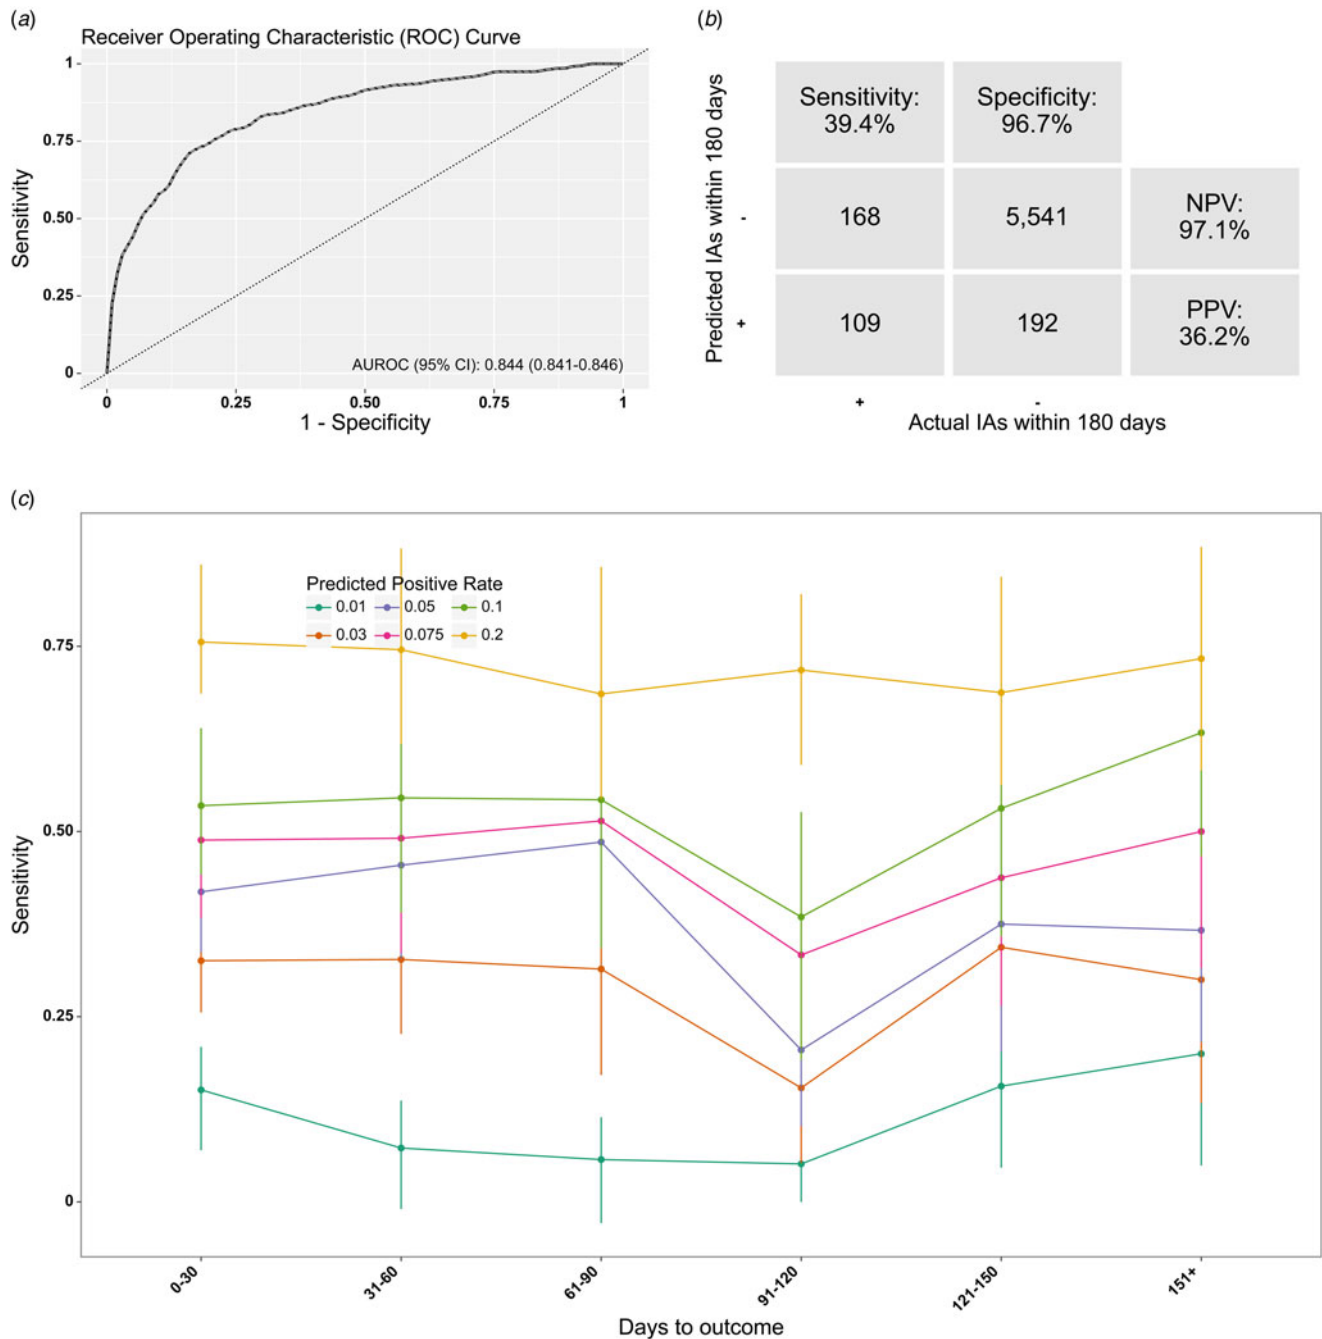 (a)
Receiver Operating Characteristic (ROC) Curve
1
0.75
0.50
0.25
0
Sensitivity
AUROC (95% CI): 0.844 (0.841-0.846)
0 0.25 0.50 0.75 1
1 - Specificity
(b)
Predicted IAs within 180 days
Sensitivity: 39.4%
Specificity: 96.7%
-
168
5,541
NPV: 97.1%
+
109
192
PPV: 36.2%
+ -
Actual IAs within 180 days
(c)
Predicted Positive Rate
0.01 0.05 0.1
0.03 0.075 0.2
0.75
0.50
0.25
0
Sensitivity
0-30 31-60 61-90 91-120 121-150 151+
Days to outcome